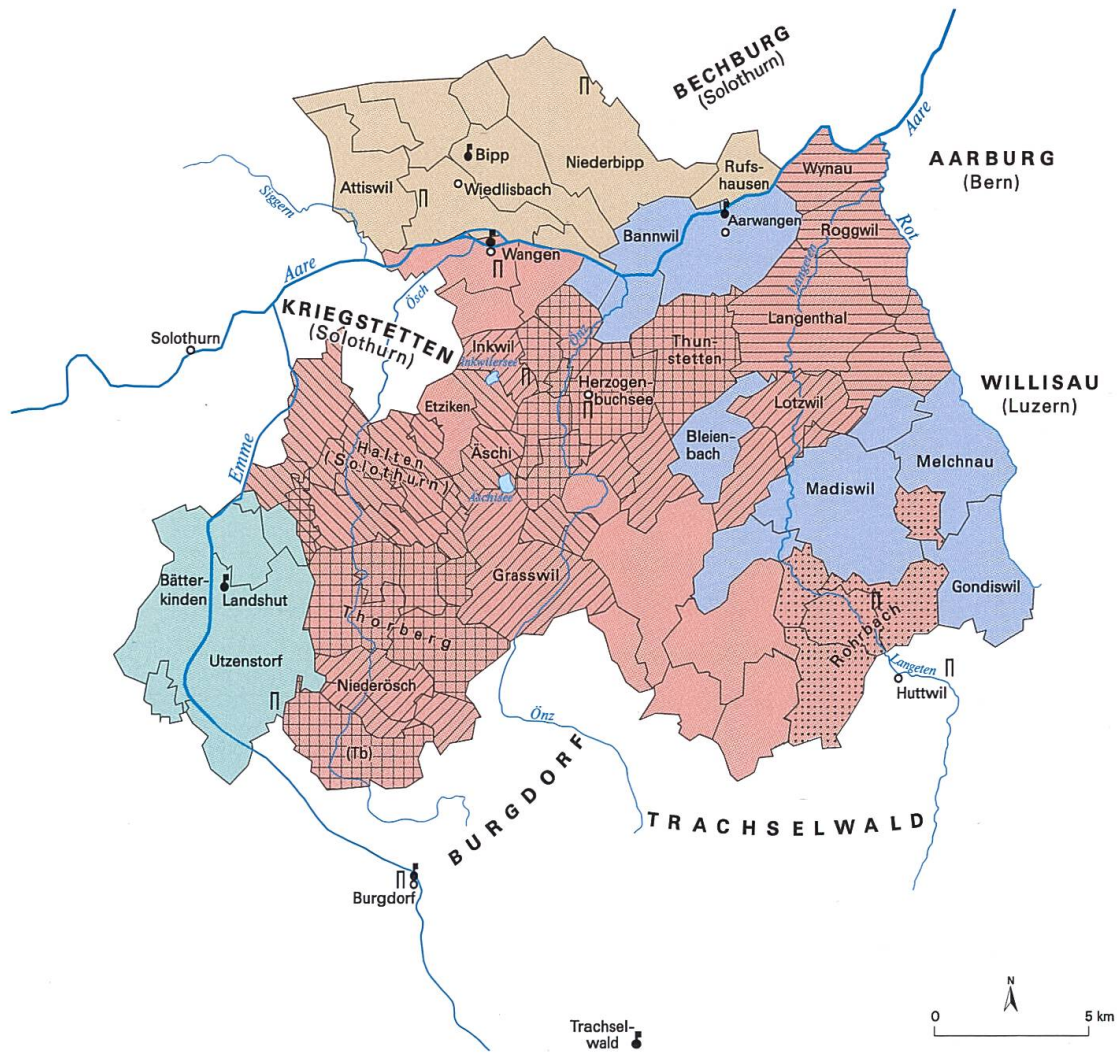 BECHBURG
(Solothurn)
Aare
AARBURG
(Bern)
Wynau
Rufs-
hausen
Niederbipp
Bipp
Wiedlisbach
Attiswil
Siggern
Aarwangen
Bannwil
Roggwil
Rot
Wangen
Langeten
Aare
Ösch
KRIEGSTETTEN
(Solothurn)
Solothurn
Langenthal
Önz
Thun-
stetten
Inkwil
Inkwilersee
Herzogen-
buchsee
WILLISAU
(Luzern)
Lotzwil
Etziken
Bleien-
bach
Äschi
Halten
(Solothurn)
Emme
Melchnau
Madiswil
Äschisee
Grasswil
Gondiswil
Bätter-
kinden
Landshut
Thorberg
Rohrbach
Utzenstorf
Langeten
Huttwil
Niederösch
Önz
(Tb)
BURGDORF
TRACHSELWALD
Burgdorf
N
0
5 km
Trachsel-
wald